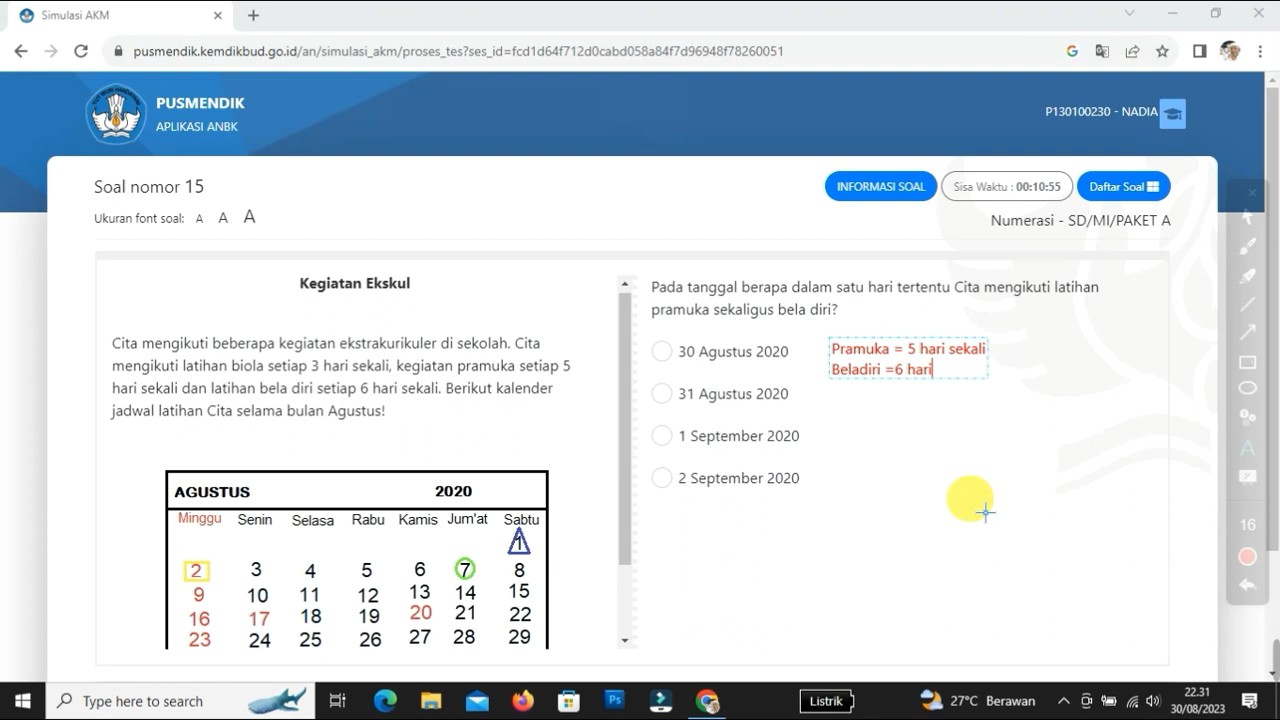 Simulasi AKM
pusmendik.kemdikbud.go.id/an/simulasi_akm/proses_tes?ses_id=fcd1d64f712d0cabd058a84f7d96948f78260051
PUSMENDIK
APLIKASI ANBK
P130100230 - NADIA
Soal nomor 15
INFORMASI SOAL
Sisa Waktu : 00:10:55
Daftar Soal
Ukuran font soal: A A A
Numerasi - SD/MI/PAKET A
Kegiatan Ekskul
Cita mengikuti beberapa kegiatan ekstrakurikuler di sekolah. Cita
mengikuti latihan biola setiap 3 hari sekali, kegiatan pramuka setiap 5
hari sekali dan latihan bela diri setiap 6 hari sekali. Berikut kalender
jadwal latihan Cita selama bulan Agustus!
AGUSTUS 2020
Minggu Senin Selasa Rabu Kamis Jum'at Sabtu
1
2 3 4 5 6 7 8
9 10 11 12 13 14 15
16 17 18 19 20 21 22
23 24 25 26 27 28 29
Pada tanggal berapa dalam satu hari tertentu Cita mengikuti latihan
pramuka sekaligus bela diri?
30 Agustus 2020
31 Agustus 2020
1 September 2020
2 September 2020
Pramuka = 5 hari sekali
Beladiri =6 hari
A
16
Type here to search
Ps
Listrik
27°C Berawan
22.31
30/08/2023